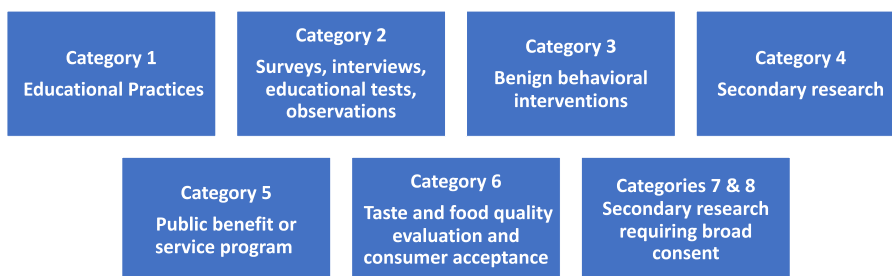 Category 1
Educational Practices
Category 2
Surveys, interviews,
educational tests,
observations
Category 3
Benign behavioral
interventions
Category 4
Secondary research
Category 5
Public benefit or
service program
Category 6
Taste and food quality
evaluation and
consumer acceptance
Categories 7 & 8
Secondary research
requiring broad
consent